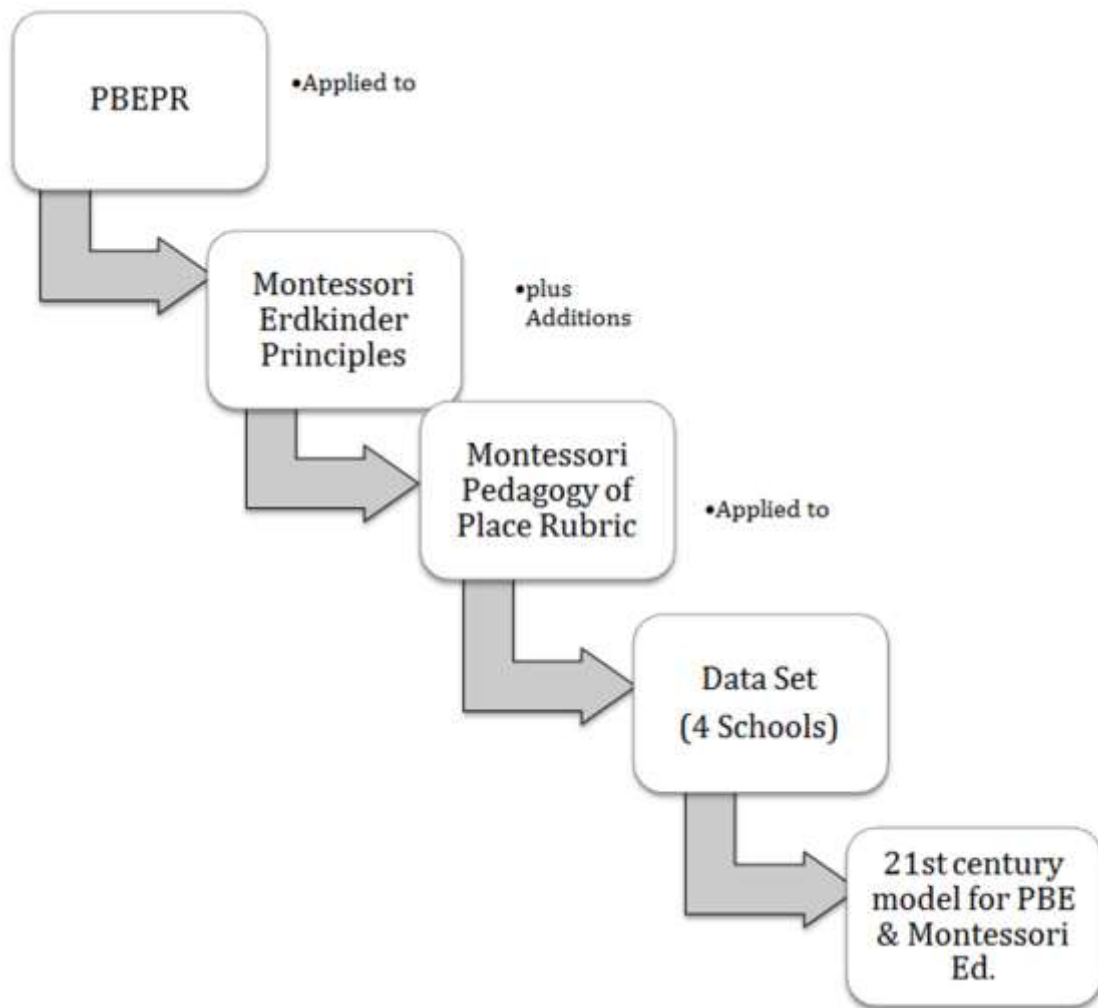 PBEPR
•Applied to
Montessori
Erdkinder
Principles
•plus
Additions
Montessori
Pedagogy of
Place Rubric
•Applied to
Data Set
(4 Schools)
21st century
model for PBE
& Montessori
Ed.